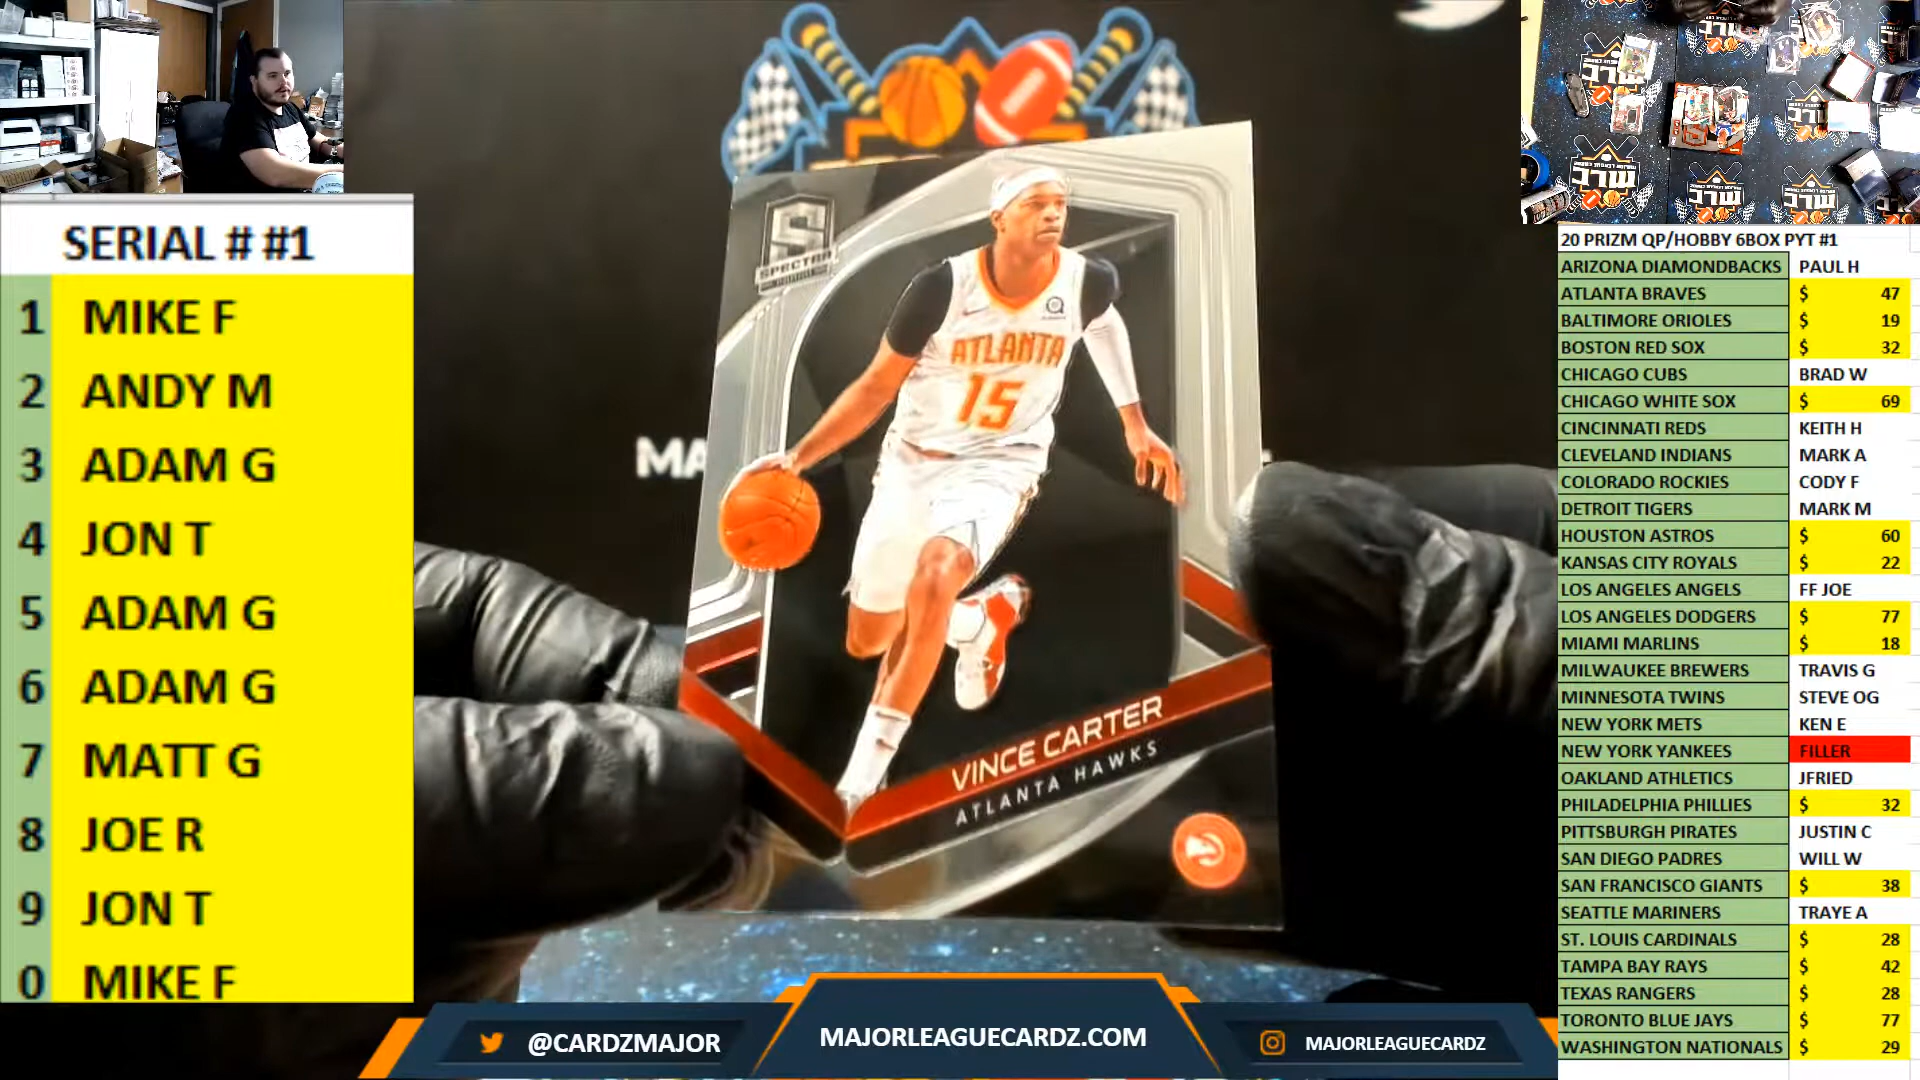 SERIAL # #1
1 MIKE F
2 ANDY M
3 ADAM G
4 JON T
5 ADAM G
6 ADAM G
7 MATT G
8 JOE R
9 JON T
0 MIKE F
SPECTRA
ATLANTA
15
MA
VINCE CARTER
ATLANTA HAWKS
@CARDZMAJOR
MAJORLEAGUECARDZ.COM
MAJORLEAGUECARDZ
20 PRIZM QP/HOBBY 6BOX PYT #1
ARIZONA DIAMONDBACKS PAUL H
ATLANTA BRAVES $ 47
BALTIMORE ORIOLES $ 19
BOSTON RED SOX $ 32
CHICAGO CUBS BRAD W
CHICAGO WHITE SOX $ 69
CINCINNATI REDS KEITH H
CLEVELAND INDIANS MARK A
COLORADO ROCKIES CODY F
DETROIT TIGERS MARK M
HOUSTON ASTROS $ 60
KANSAS CITY ROYALS $ 22
LOS ANGELES ANGELS FF JOE
LOS ANGELES DODGERS $ 77
MIAMI MARLINS $ 18
MILWAUKEE BREWERS TRAVIS G
MINNESOTA TWINS STEVE OG
NEW YORK METS KEN E
NEW YORK YANKEES FILLER
OAKLAND ATHLETICS JFRIED
PHILADELPHIA PHILLIES $ 32
PITTSBURGH PIRATES JUSTIN C
SAN DIEGO PADRES WILL W
SAN FRANCISCO GIANTS $ 38
SEATTLE MARINERS TRAYE A
ST. LOUIS CARDINALS $ 28
TAMPA BAY RAYS $ 42
TEXAS RANGERS $ 28
TORONTO BLUE JAYS $ 77
WASHINGTON NATIONALS $ 29